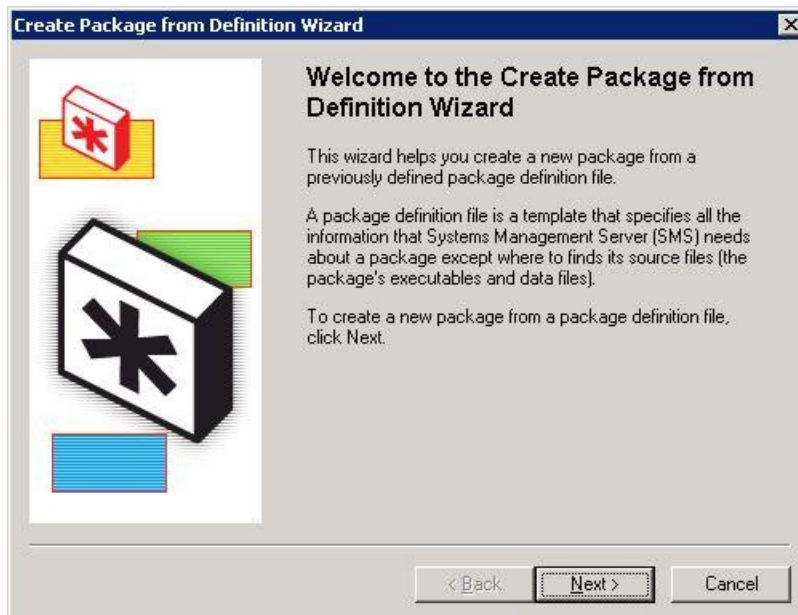 Create Package from Definition Wizard
Welcome to the Create Package from
Definition Wizard
This wizard helps you create a new package from a
previously defined package definition file.
A package definition file is a template that specifies all the
information that Systems Management Server (SMS) needs
about a package except where to finds its source files (the
package's executables and data files).
To create a new package from a package definition file,
click Next.
< Back
Next >
Cancel